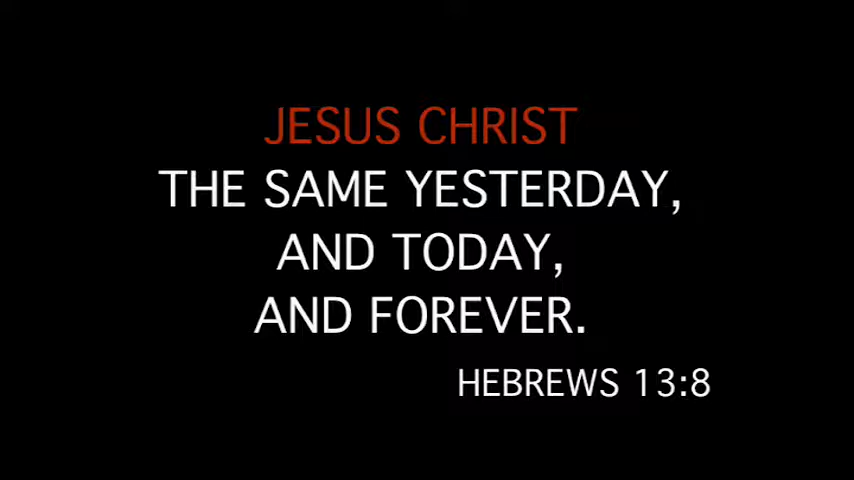 JESUS CHRIST
THE SAME YESTERDAY,
AND TODAY,
AND FOREVER.
HEBREWS 13:8